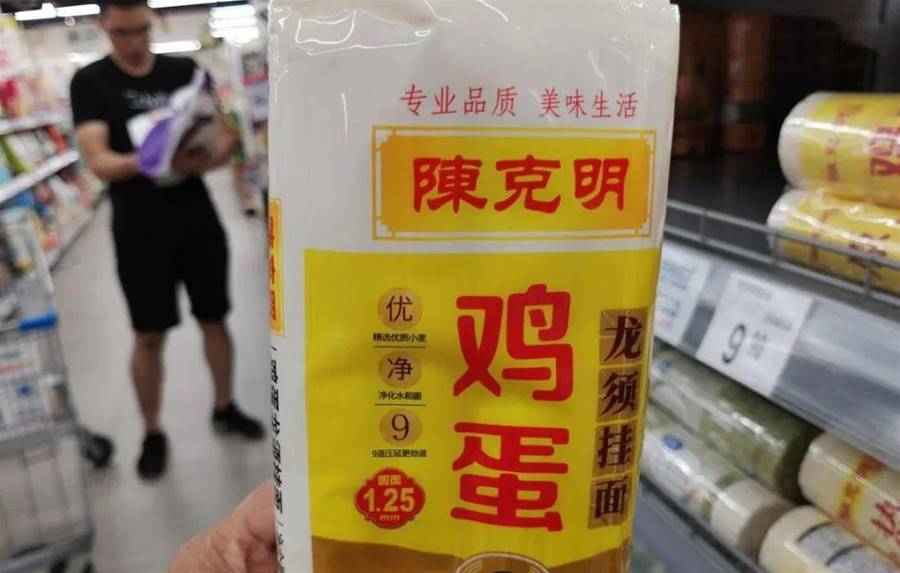 专业品质 美味生活
陳克明
优
精选优质小麦
净
净化水和面
9
9道压延更劲道
圆面
1.25
mm
鸡蛋
龙须挂面
9